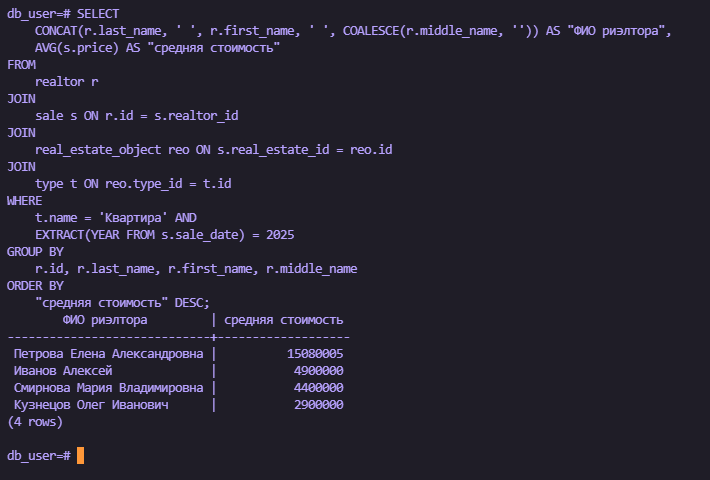 db_user=# SELECT
    CONCAT(r.last_name, ' ', r.first_name, ' ', COALESCE(r.middle_name, '')) AS "ФИО риэлтора",
    AVG(s.price) AS "средняя стоимость"
FROM
    realtor r
JOIN
    sale s ON r.id = s.realtor_id
JOIN
    real_estate_object reo ON s.real_estate_id = reo.id
JOIN
    type t ON reo.type_id = t.id
WHERE
    t.name = 'Квартира' AND
    EXTRACT(YEAR FROM s.sale_date) = 2025
GROUP BY
    r.id, r.last_name, r.first_name, r.middle_name
ORDER BY
    "средняя стоимость" DESC;
        ФИО риэлтора         | средняя стоимость
-----------------------------+-------------------
 Петрова Елена Александровна |          15080005
 Иванов Алексей              |           4900000
 Смирнова Мария Владимировна |           4400000
 Кузнецов Олег Иванович      |           2900000
(4 rows)

db_user=#